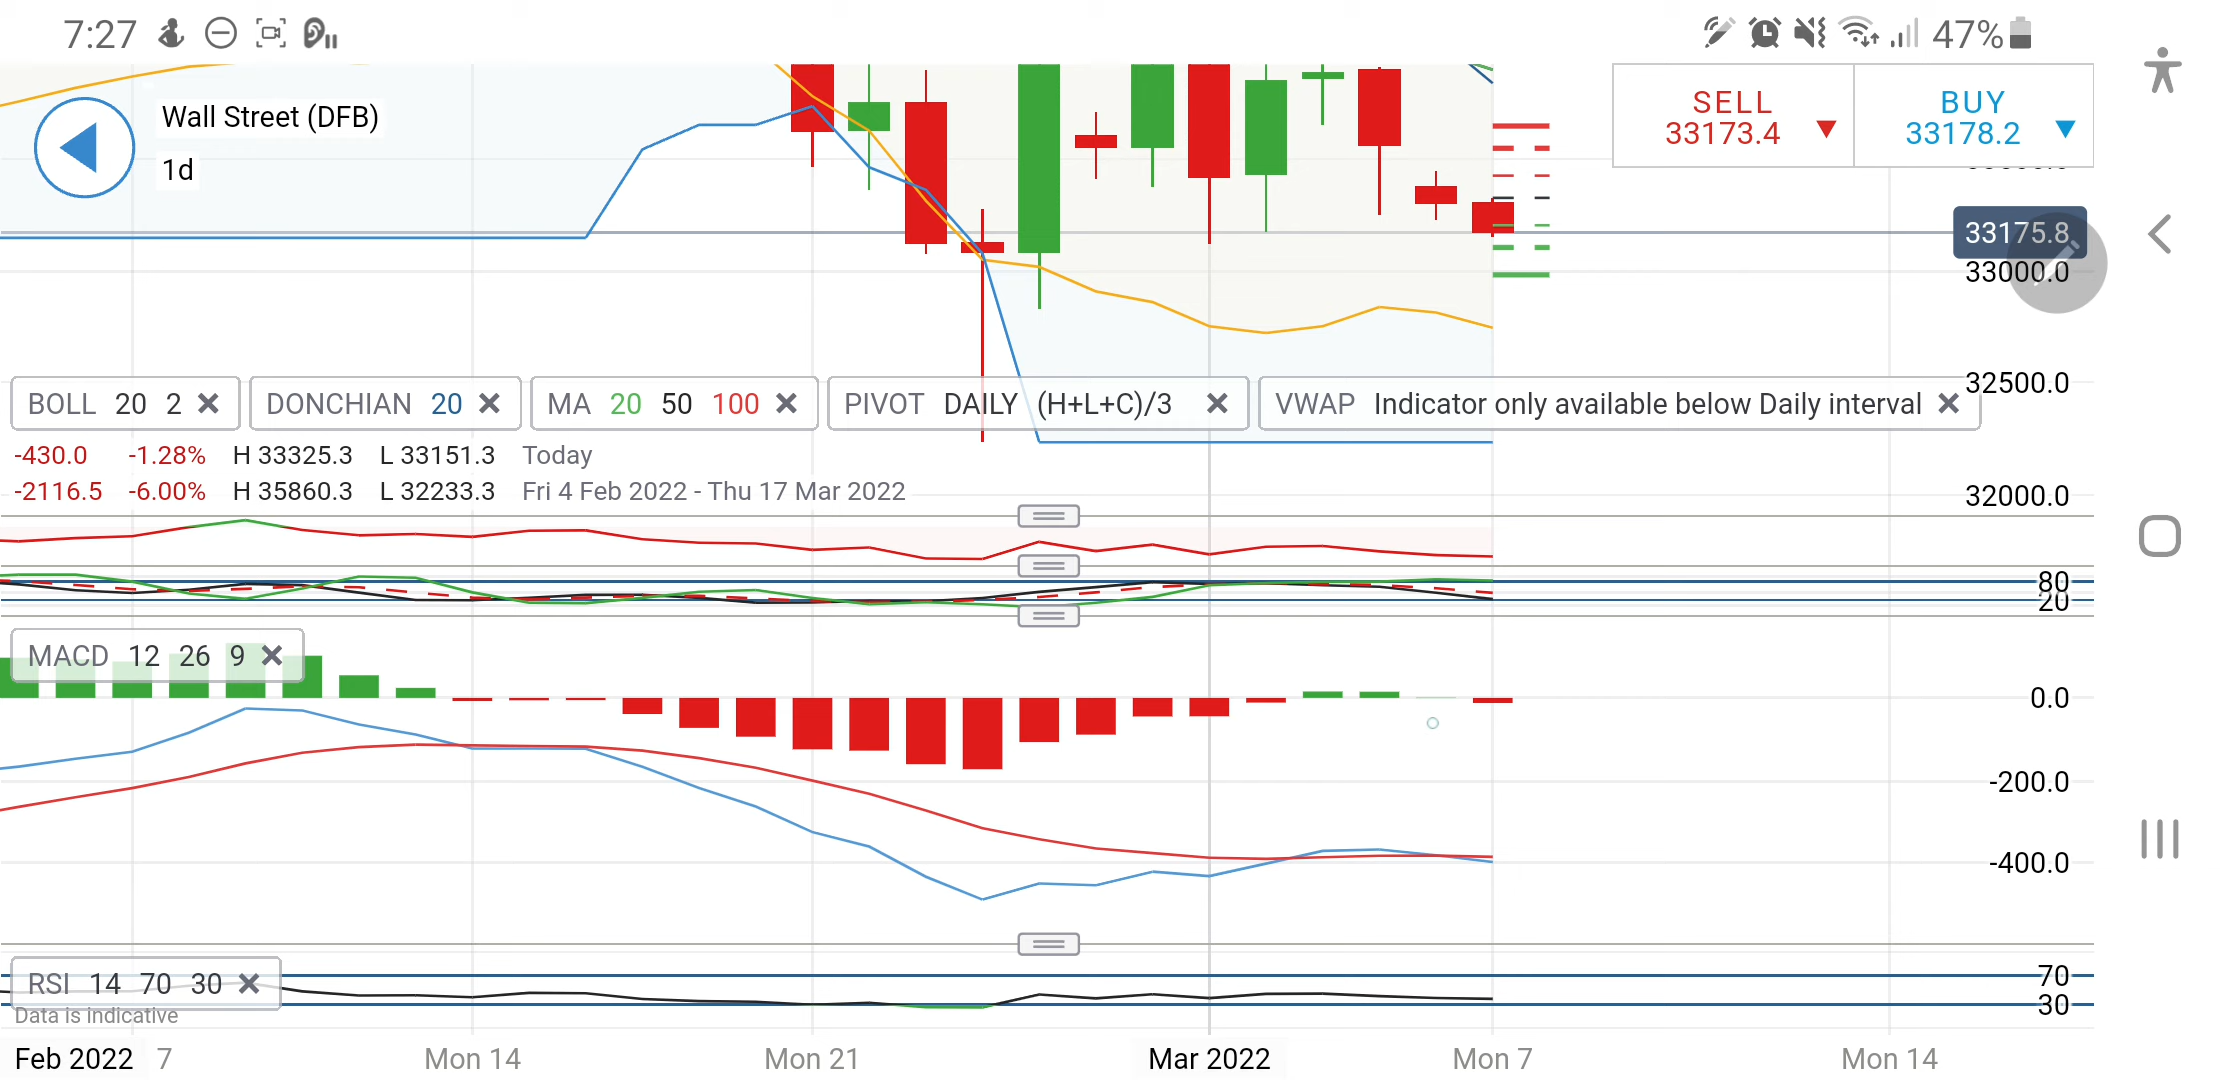 7:27
47%
Wall Street (DFB)
1d
SELL
33173.4
BUY
33178.2
33175.8
33000.0
32500.0
32000.0
BOLL 20 2
DONCHIAN 20
MA 20 50 100
PIVOT DAILY (H+L+C)/3
VWAP Indicator only available below Daily interval
-430.0 -1.28% H 33325.3 L 33151.3 Today
-2116.5 -6.00% H 35860.3 L 32233.3 Fri 4 Feb 2022 - Thu 17 Mar 2022
80
20
MACD 12 26 9
0.0
-200.0
-400.0
RSI 14 70 30
70
30
Data is indicative
Feb 2022 7 Mon 14 Mon 21 Mar 2022 Mon 7 Mon 14